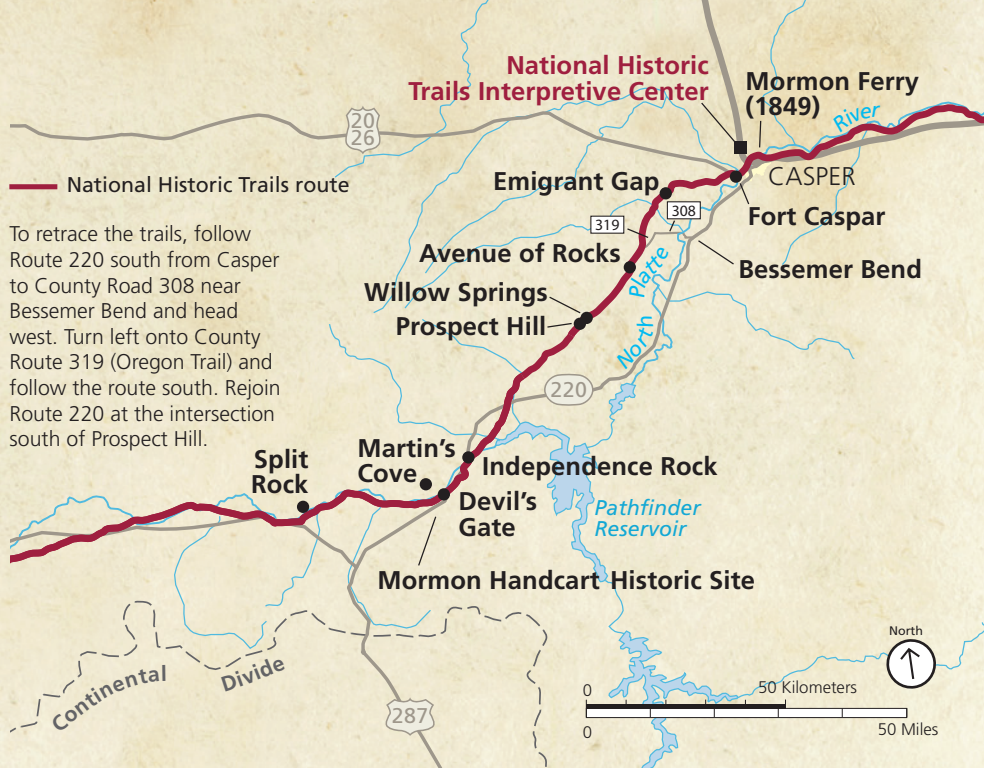 National Historic
Trails Interpretive Center
Mormon Ferry
(1849)
River
20
26
CASPER
National Historic Trails route
Emigrant Gap
Fort Caspar
308
319
To retrace the trails, follow
Route 220 south from Casper
to County Road 308 near
Bessemer Bend and head
west. Turn left onto County
Route 319 (Oregon Trail) and
follow the route south. Rejoin
Route 220 at the intersection
south of Prospect Hill.
Avenue of Rocks
Bessemer Bend
Willow Springs
Prospect Hill
North Platte
220
Martin's
Cove
Independence Rock
Split
Rock
Devil's
Gate
Pathfinder
Reservoir
Mormon Handcart Historic Site
Continental Divide
287
North
0
50 Kilometers
0
50 Miles